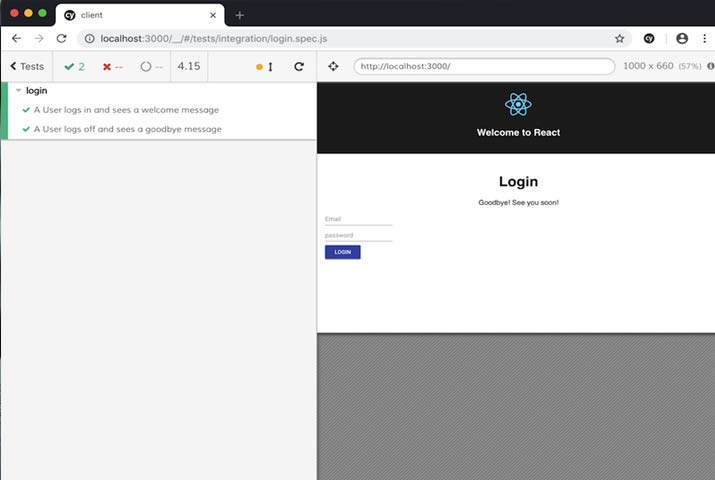 cy client
localhost:3000/__/#/tests/integration/login.spec.js
cy
Tests
2
--
--
4.15
http://localhost:3000/
1000 x 660 (57%)
login
A User logs in and sees a welcome message
A User logs off and sees a goodbye message
Welcome to React
Login
Goodbye! See you soon!
Email
password
LOGIN